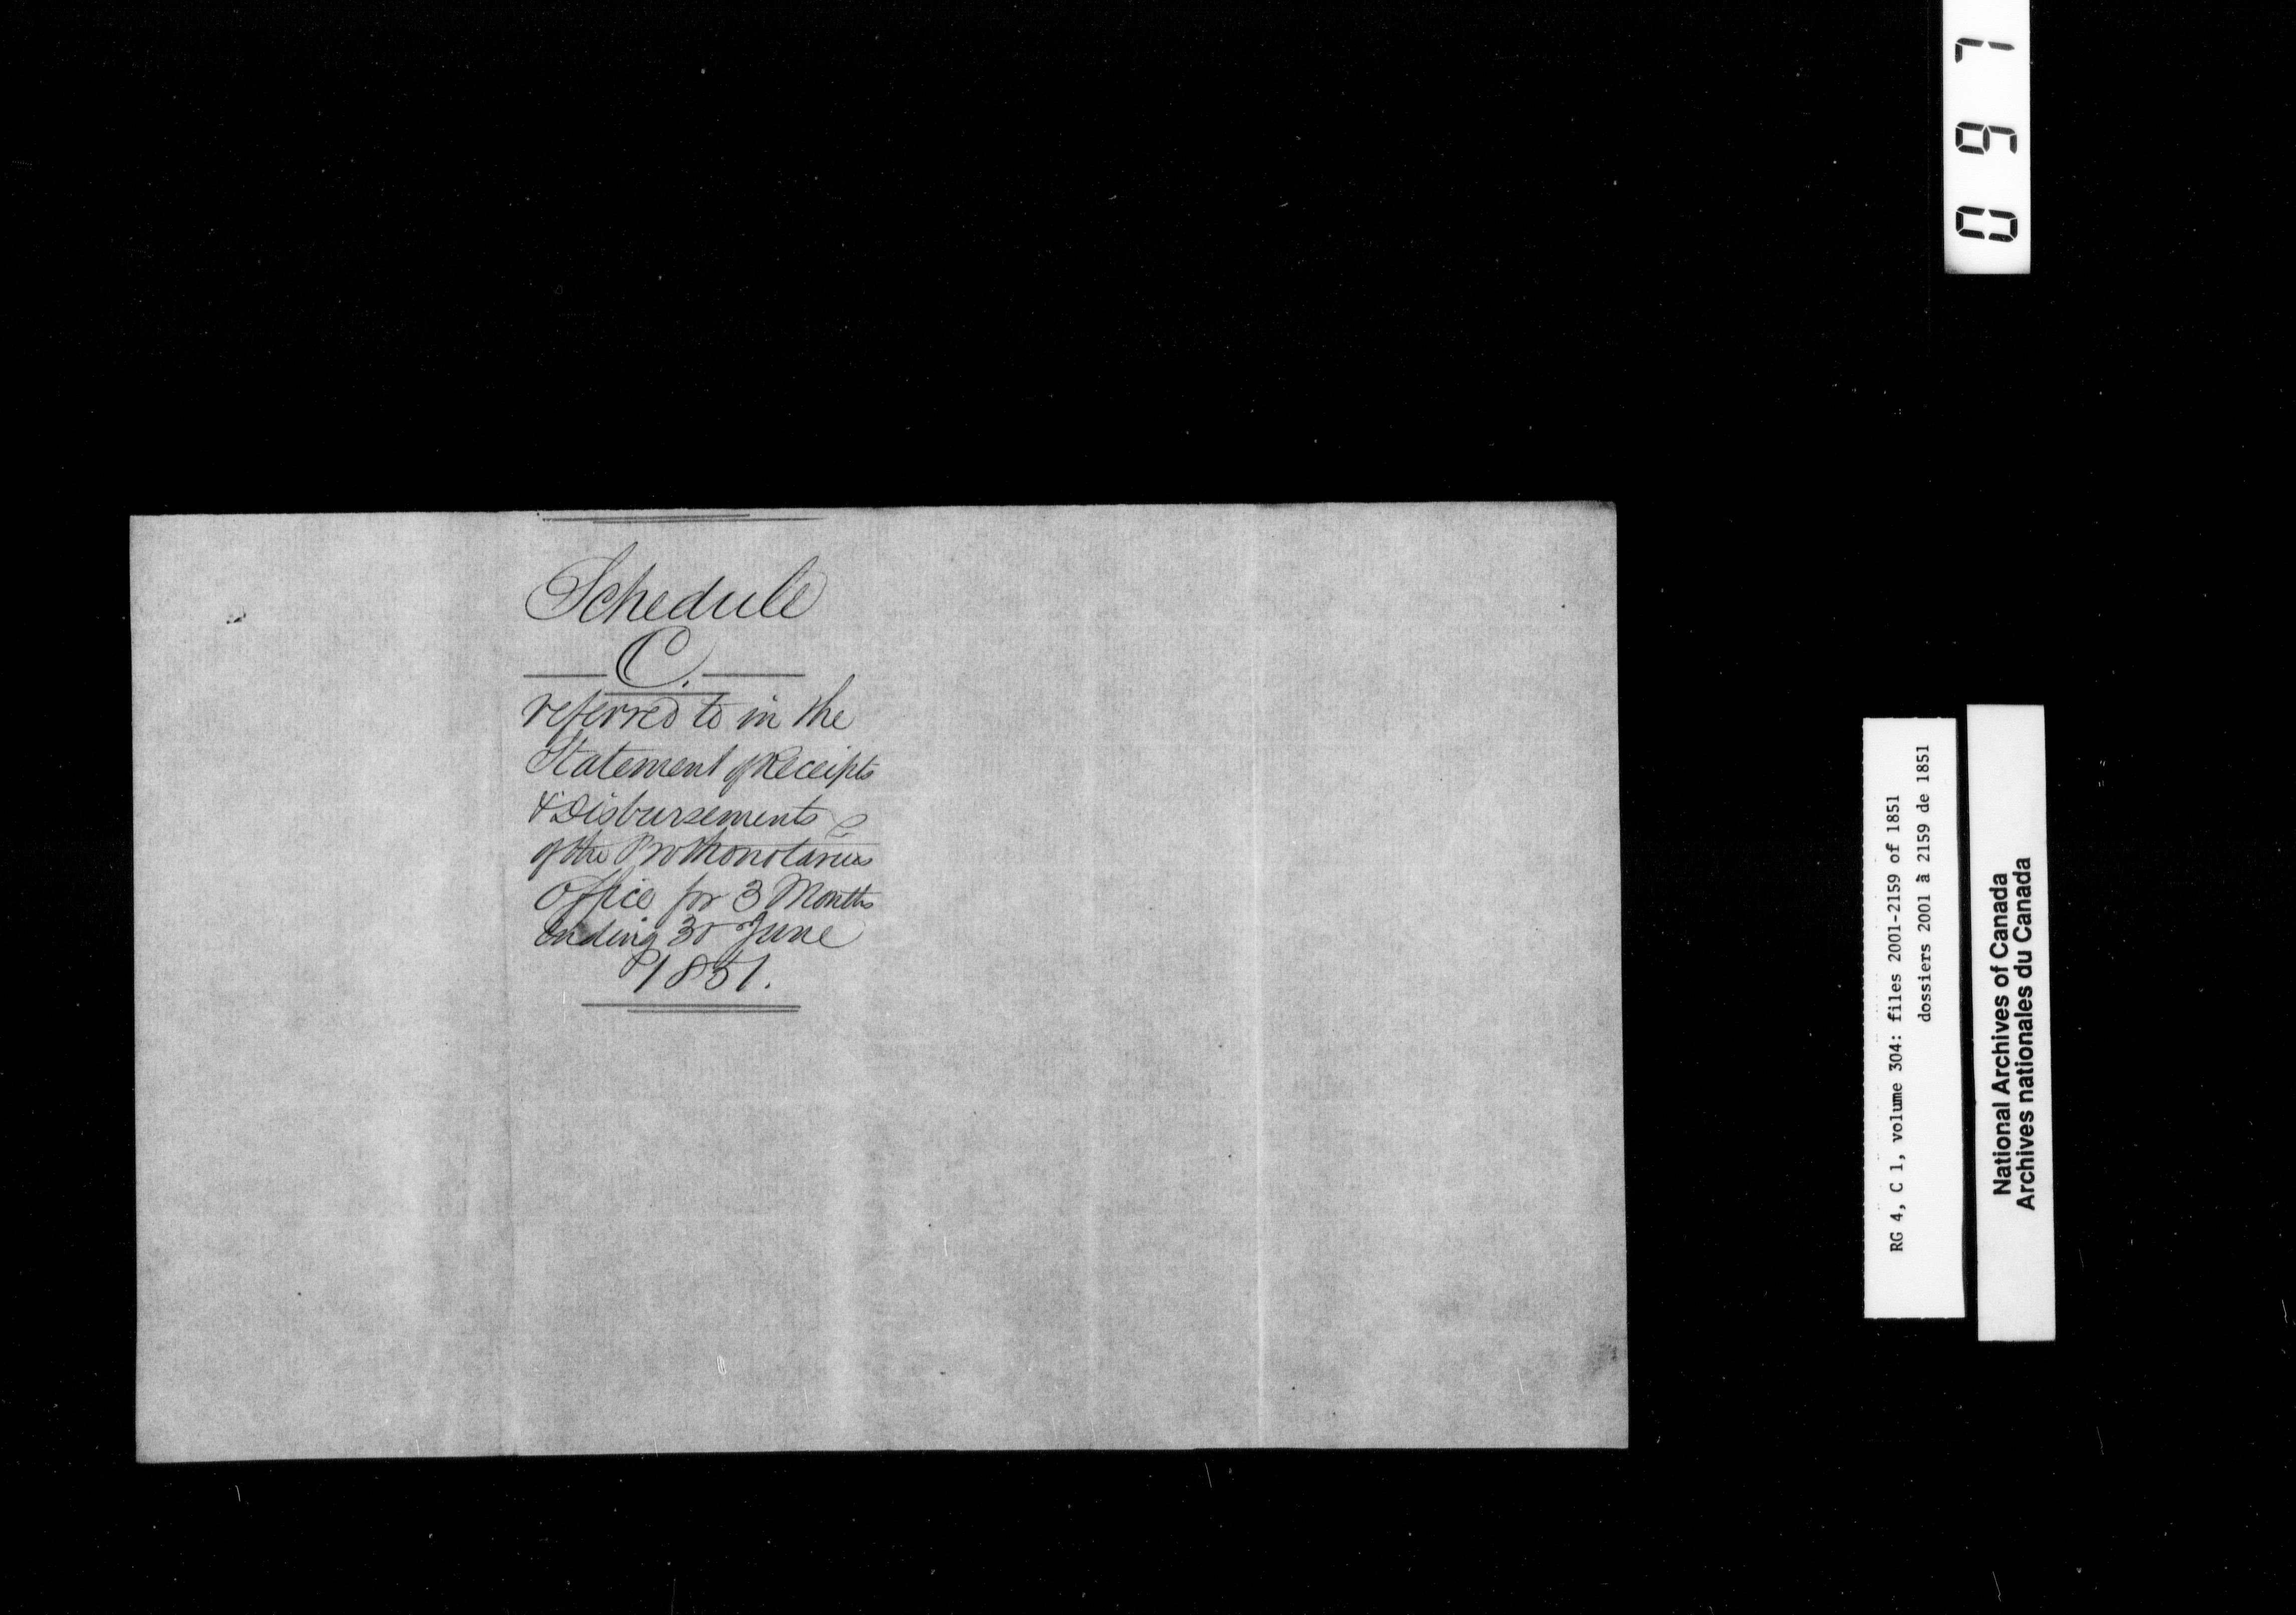 Schedule
C.
referred to in the
Statement of Receipts
& Disbursements
of the Prothonotaries
Office for 3 Months
Ending 30 June
1851.
097
RG 4, C 1, volume 304: files 2001-2159 of 1851
dossiers 2001 à 2159 de 1851
National Archives of Canada
Archives nationales du Canada